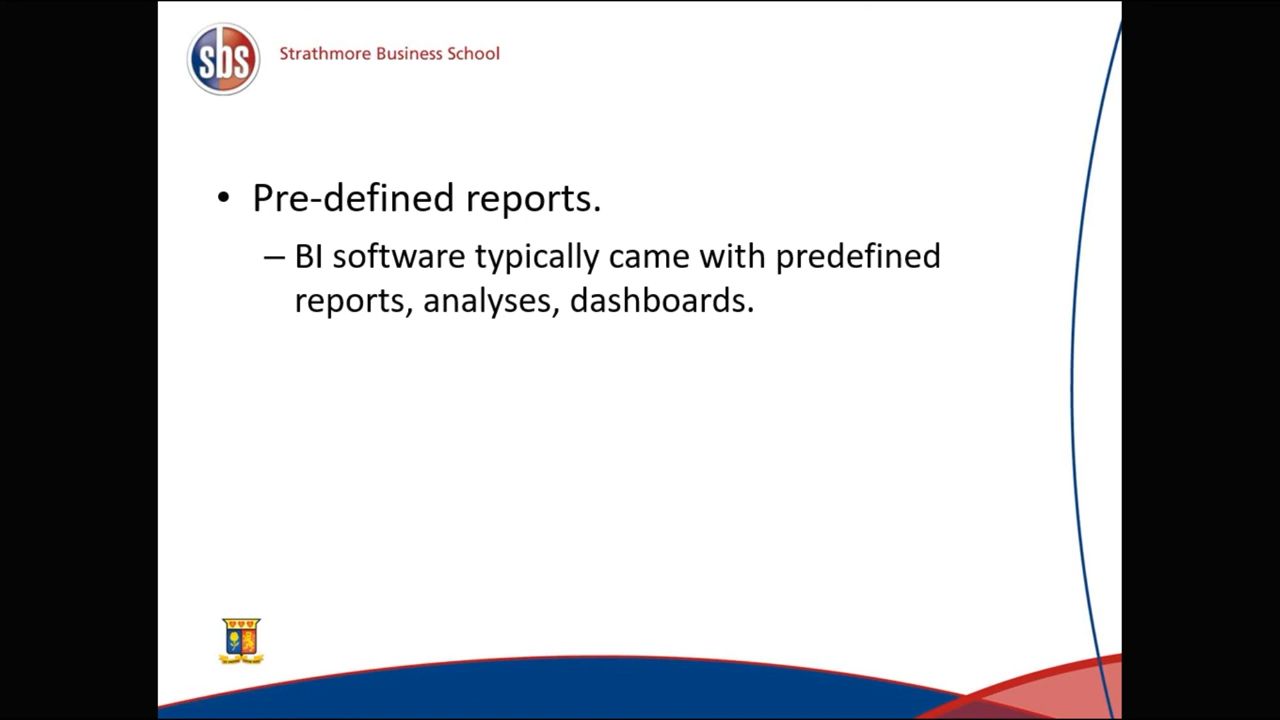 sbs
Strathmore Business School
• Pre-defined reports.
– BI software typically came with predefined
reports, analyses, dashboards.